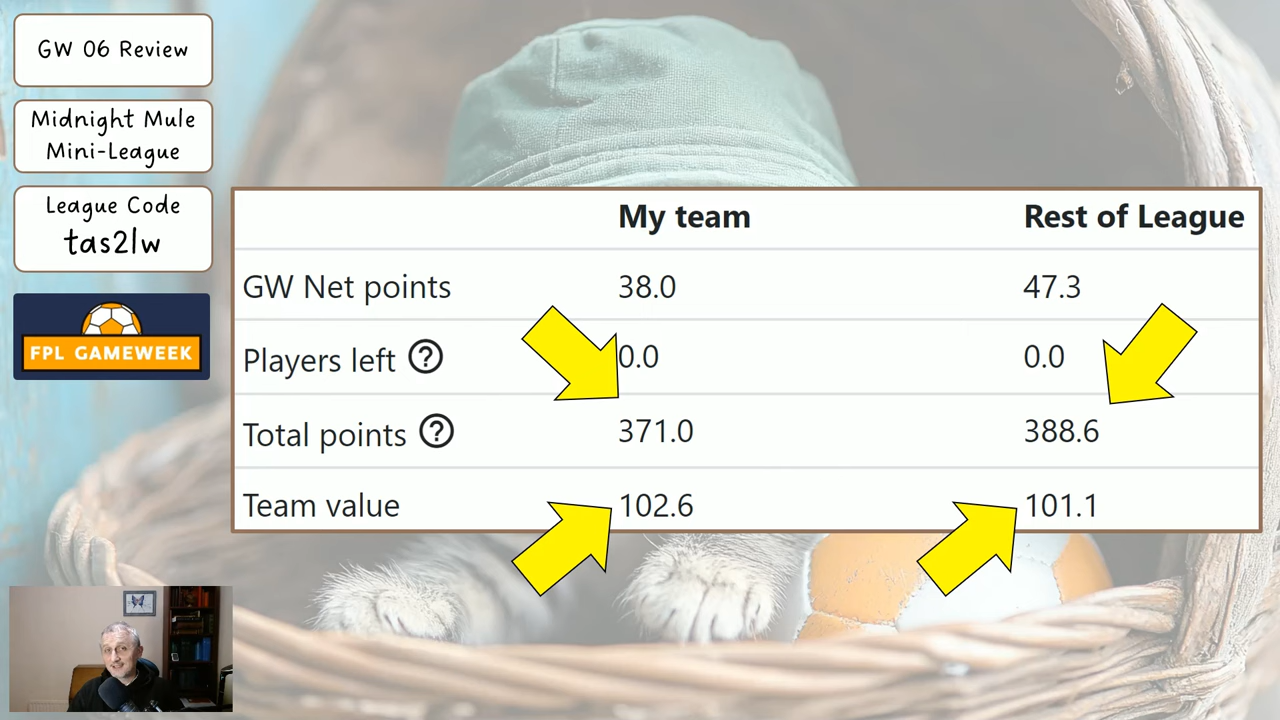 GW 06 Review
Midnight Mule
Mini-League
League Code
tas2lw
FPL GAMEWEEK
My team Rest of League
GW Net points 38.0 47.3
Players left ? 0.0 0.0
Total points ? 371.0 388.6
Team value 102.6 101.1